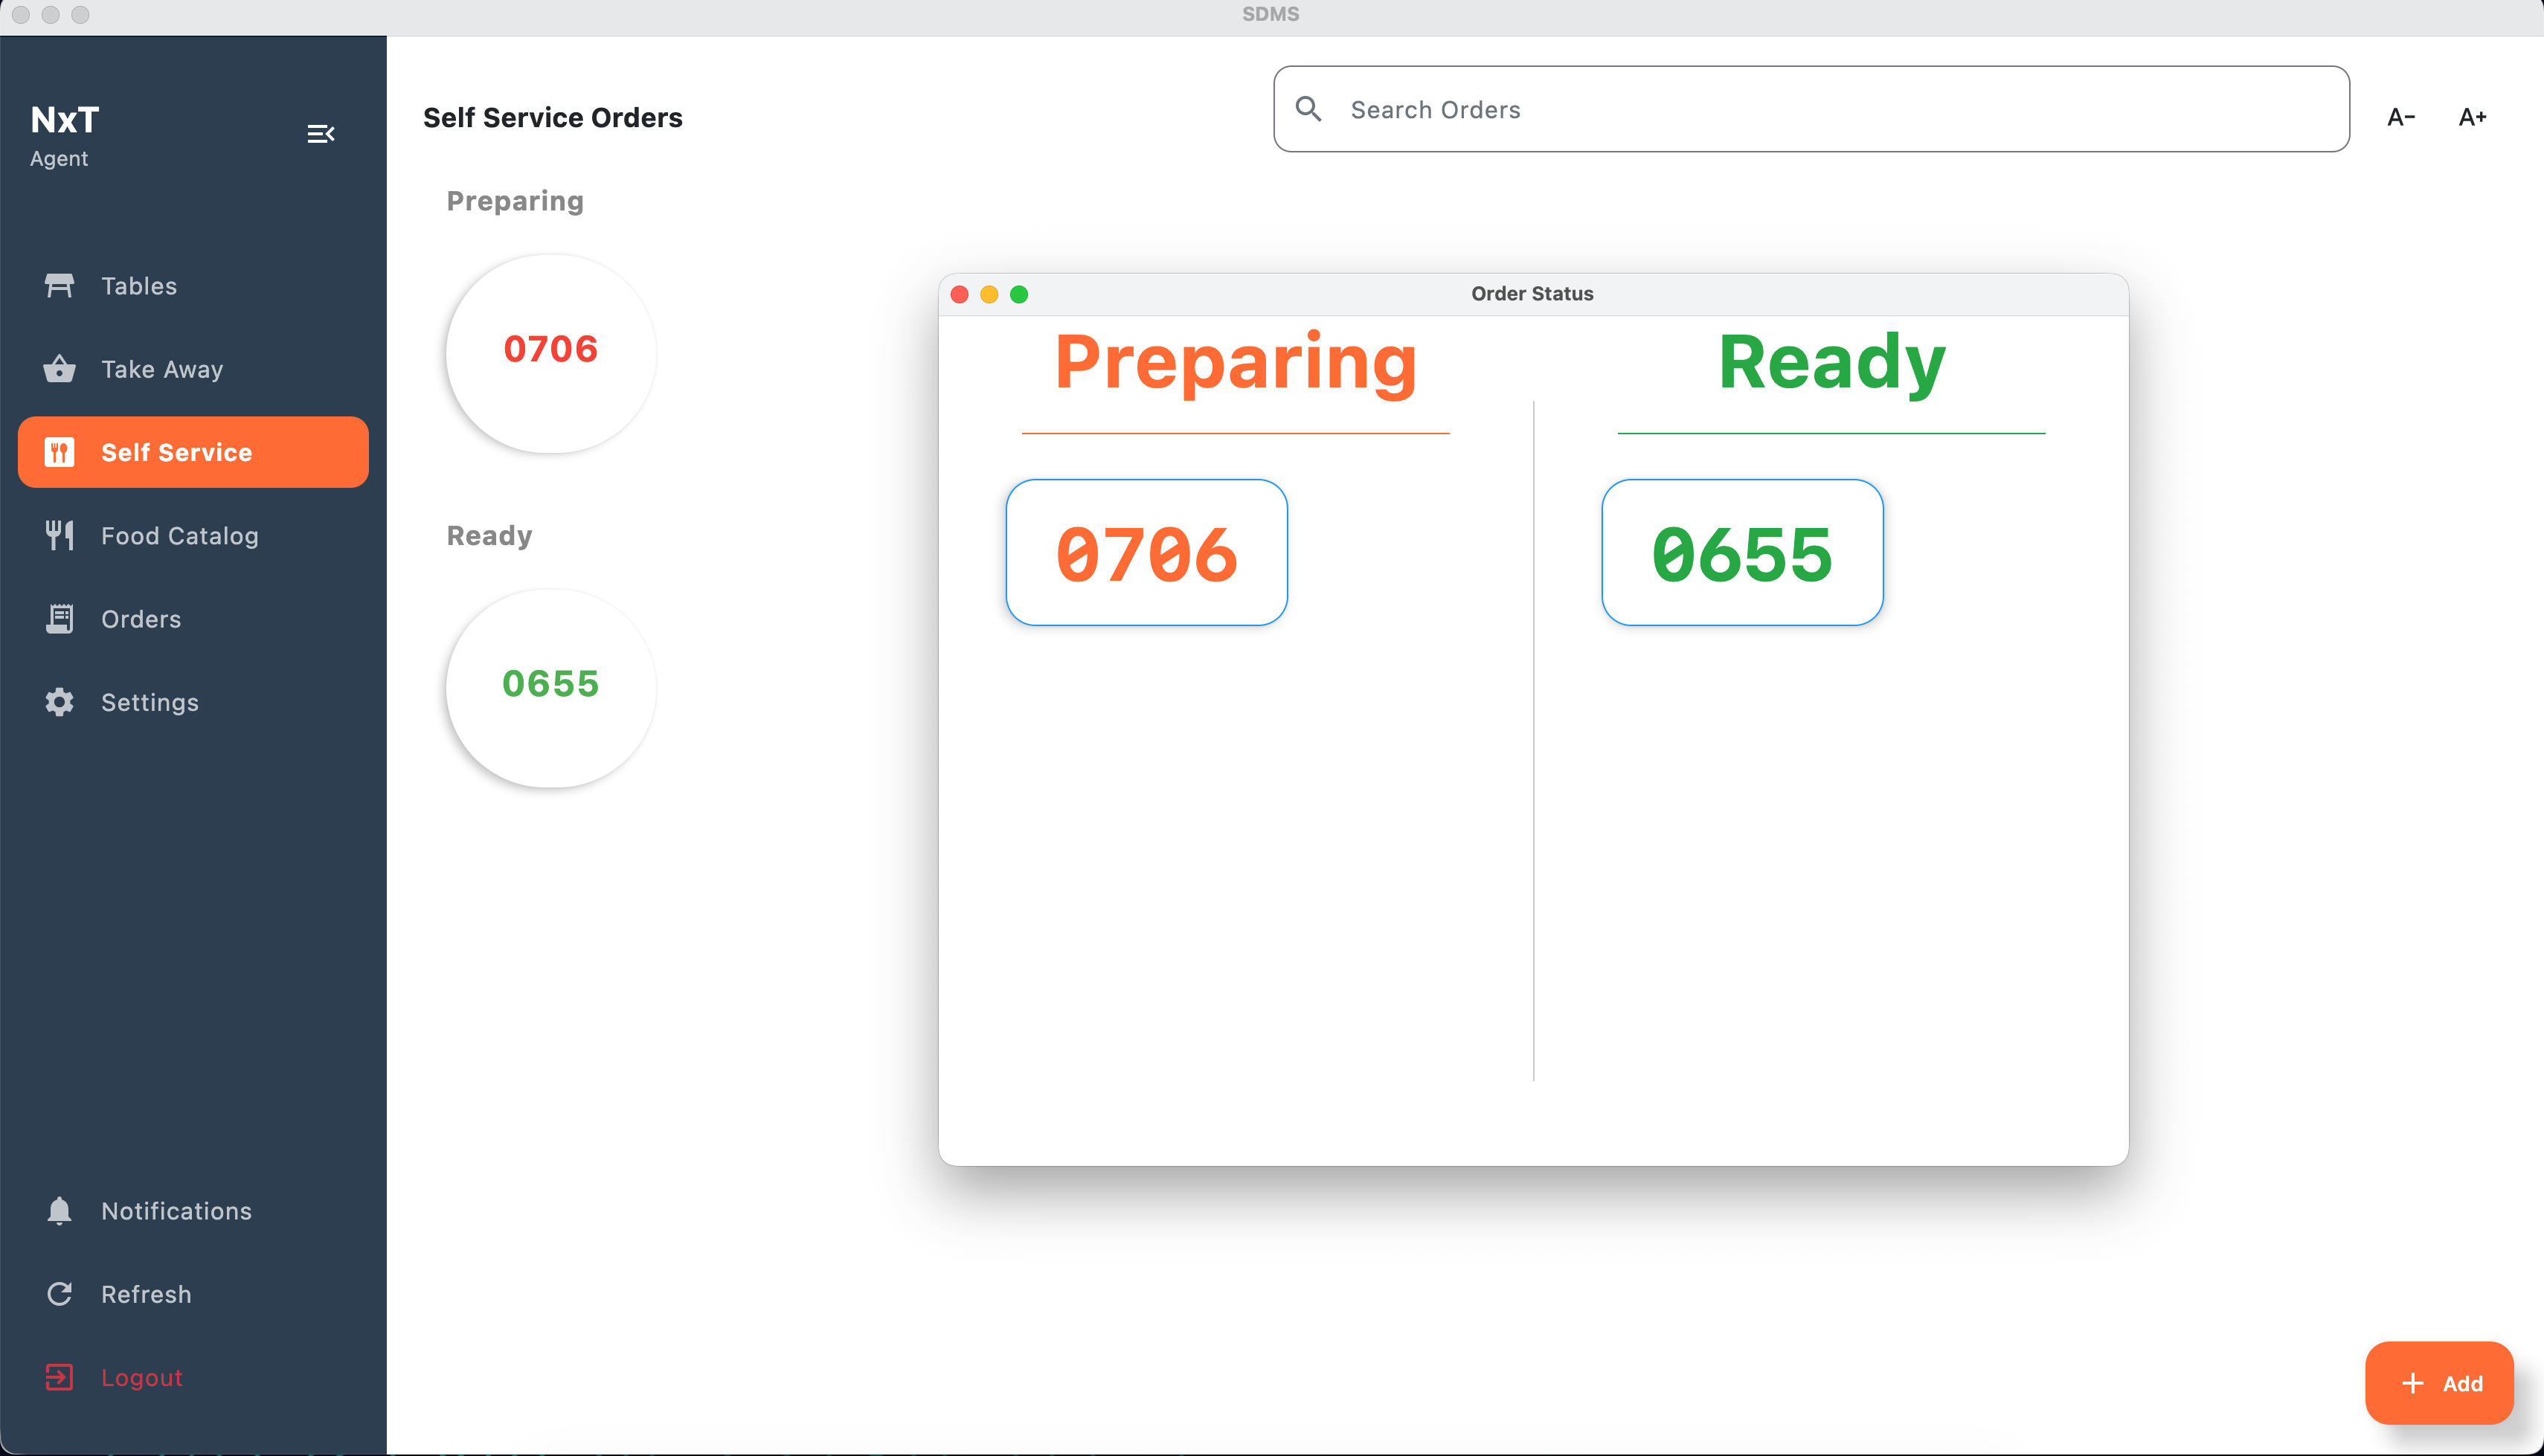 SDMS
NxT
Agent
Tables
Take Away
Self Service
Food Catalog
Orders
Settings
Notifications
Refresh
Logout
Self Service Orders
Search Orders
A-
A+
Preparing
0706
Ready
0655
Order Status
Preparing
Ready
0706
0655
+ Add